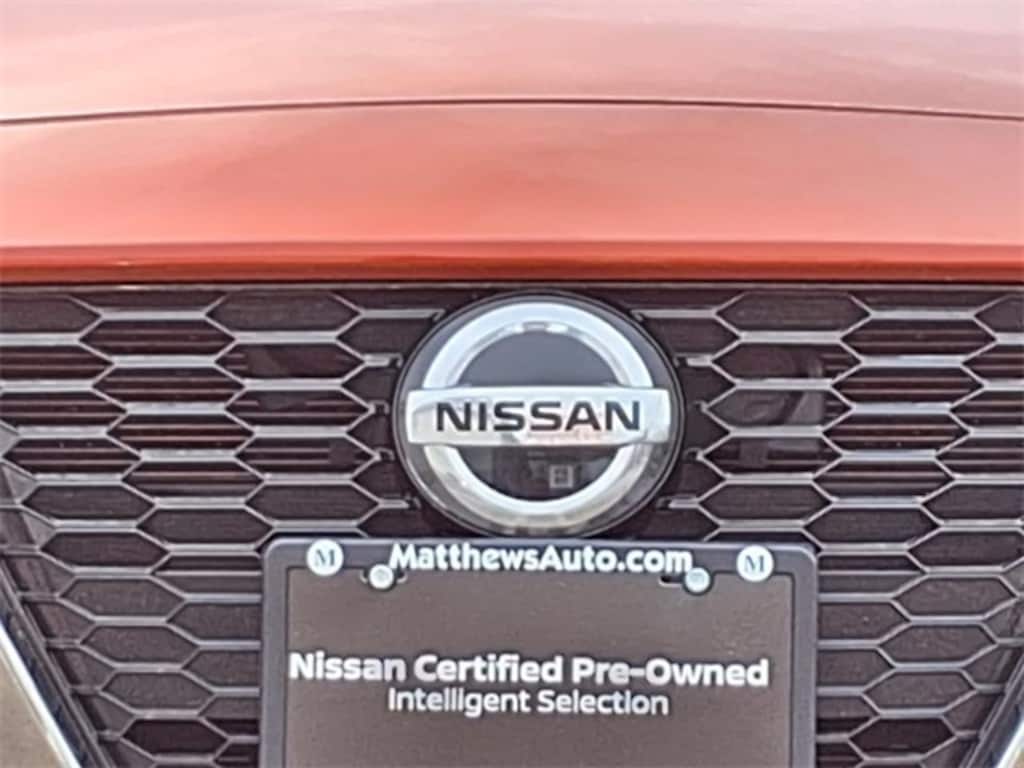 NISSAN
M MatthewsAuto.com M
Nissan Certified Pre-Owned
Intelligent Selection